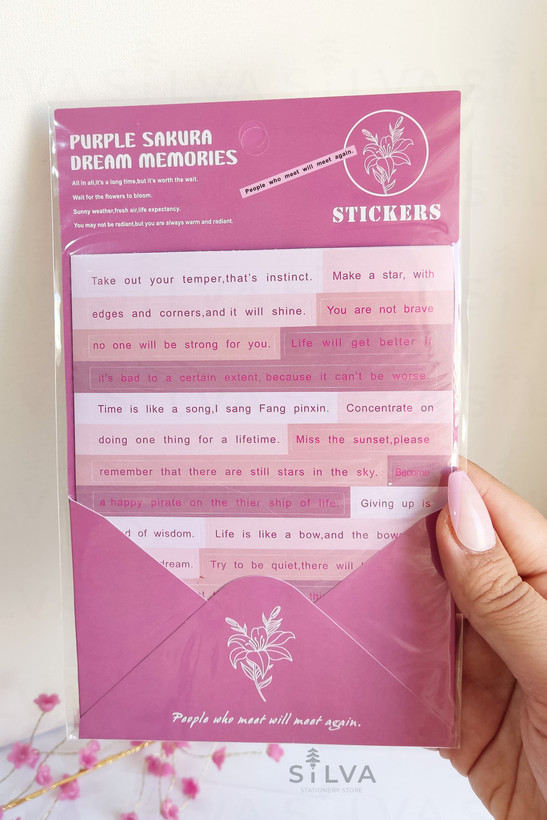 PURPLE SAKURA
DREAM MEMORIES
All in all,it's a long time,but it's worth the wait.
Wait for the flowers to bloom.
Sunny weather,fresh air,life expectancy.
You may not be radiant,but you are always warm and radiant.
People who meet will meet again.
STICKERS
Take out your temper,that's instinct. Make a star, with
edges and corners,and it will shine. You are not brave
no one will be strong for you. Life will get better if
it's bad to a certain extent, because it can't be worse.
Time is like a song,I sang Fang pinxin. Concentrate on
doing one thing for a lifetime. Miss the sunset,please
remember that there are still stars in the sky. Become
a happy pirate on the thier ship of life. Giving up is
d of wisdom. Life is like a bow,and the bow
dream. Try to be quiet,there will
People who meet will meet again.
SiLVA
STATIONERY STORE